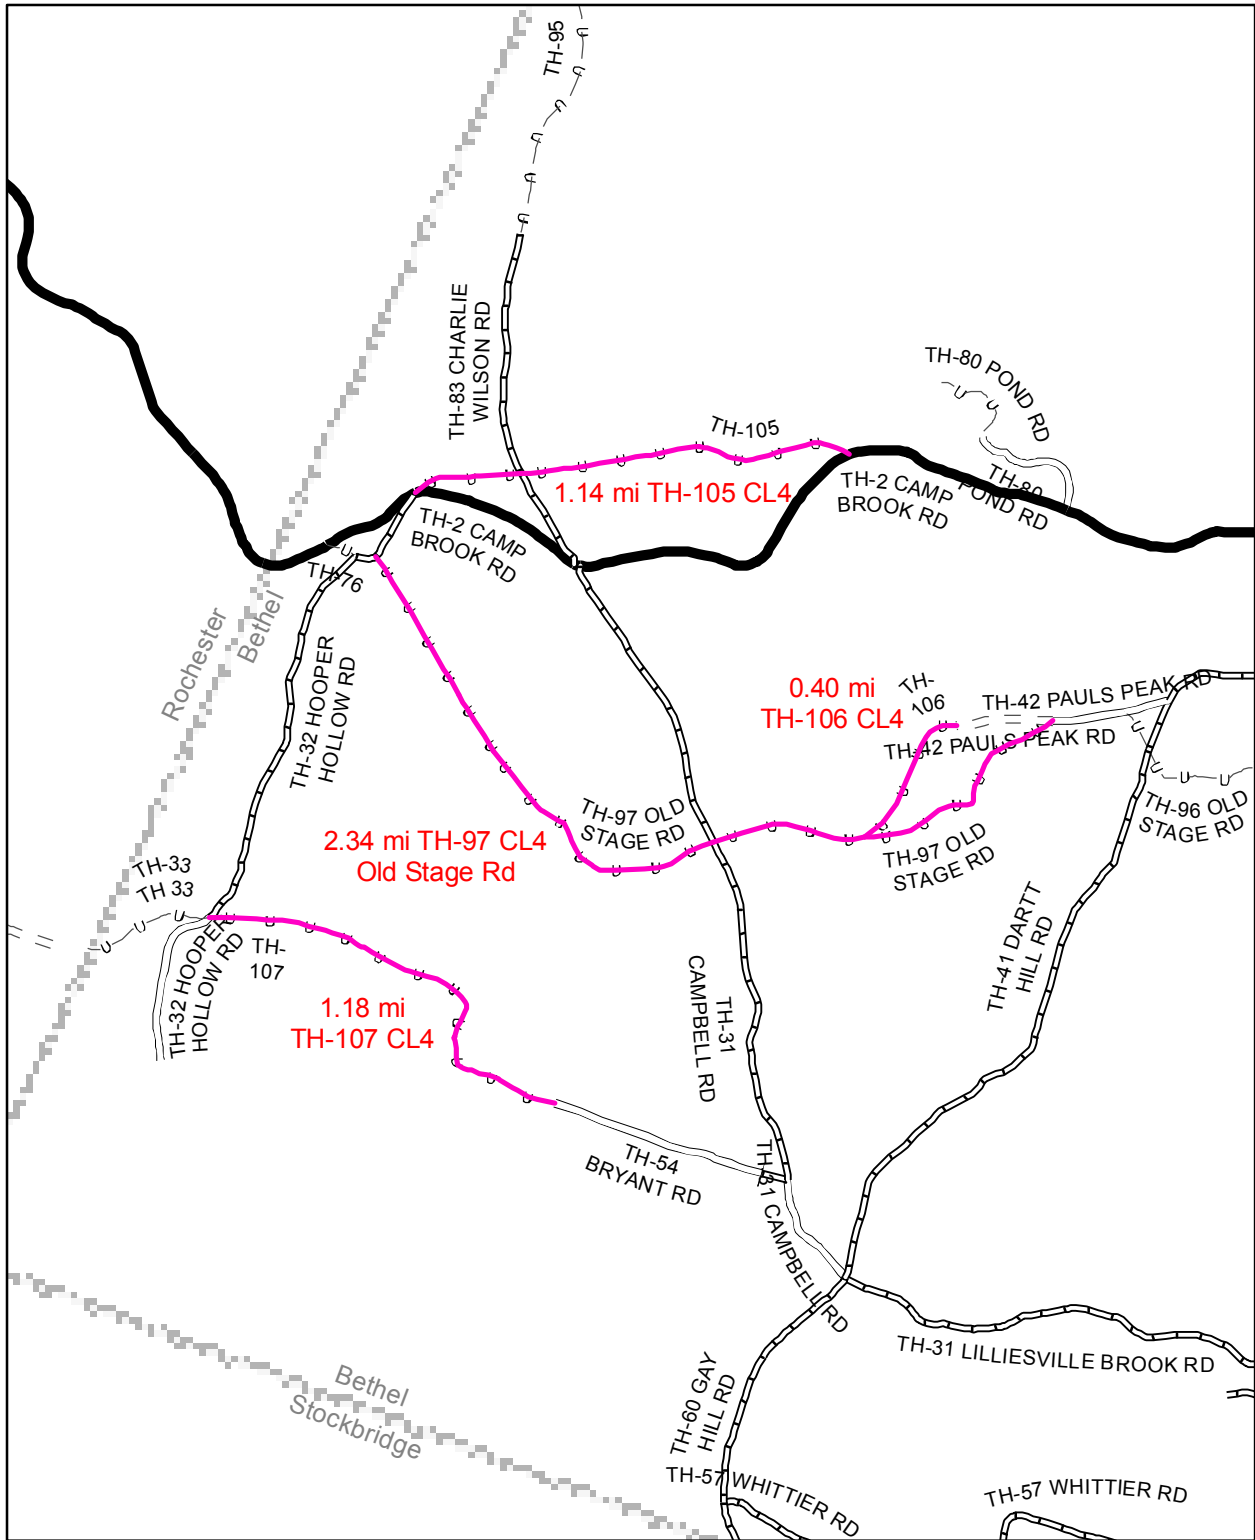 TH-95
TH-83 CHARLIE
WILSON RD
TH-80 POND RD
TH-105
1.14 mi TH-105 CL4
TH-2 CAMP
BROOK RD
TH-80
POND RD
TH-2 CAMP
BROOK RD
TH-76
Rochester
Bethel
TH-32 HOOPER
HOLLOW RD
0.40 mi
TH-106 CL4
TH-
106
TH-42 PAULS PEAK RD
TH-42 PAULS PEAK RD
TH-97 OLD
STAGE RD
TH-96 OLD
STAGE RD
2.34 mi TH-97 CL4
Old Stage Rd
TH-97 OLD
STAGE RD
TH-33
TH 33
TH-32 HOOPER
HOLLOW RD
TH-
107
TH-41 DARTT
HILL RD
1.18 mi
TH-107 CL4
TH-31
CAMPBELL RD
TH-54
BRYANT RD
TH-31 CAMPBELL RD
TH-31 LILLIESVILLE BROOK RD
Bethel
Stockbridge
TH-60 GAY
HILL RD
TH-57 WHITTIER RD
TH-57 WHITTIER RD